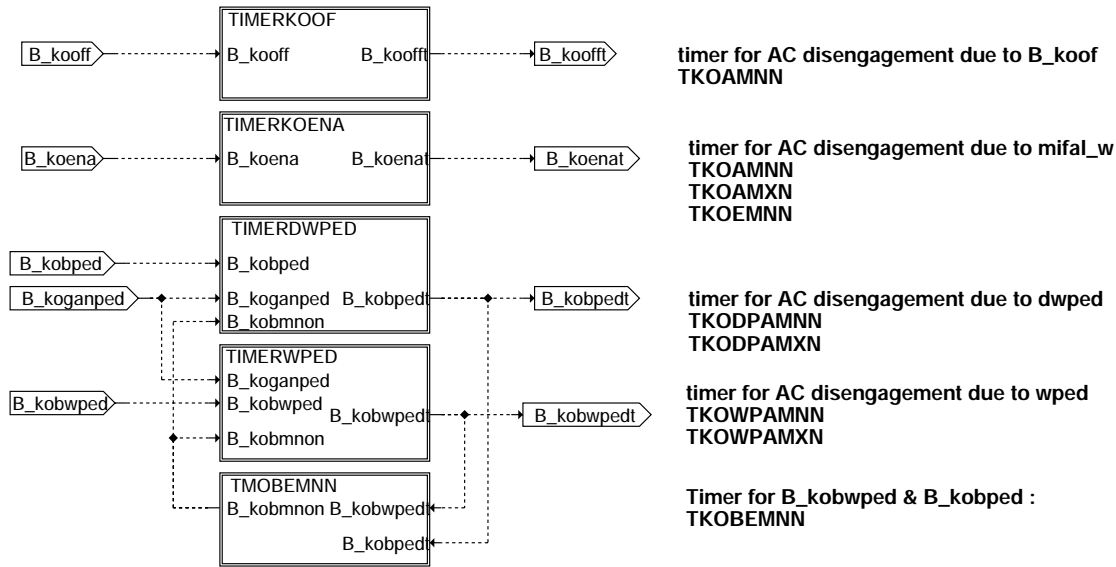 TIMERKOOF
B_kooff
B_kooff
B_koofft
B_koofft
timer for AC disengagement due to B_koof
TKOAMNN
TIMERKOENA
B_koena
B_koena
B_koenat
B_koenat
timer for AC disengagement due to mifal_w
TKOAMNN
TKOAMXN
TKOEMNN
TIMERDWPED
B_kobped
B_kobped
B_koganped
B_koganped
B_kobpedt
B_kobpedt
B_kobmnon
timer for AC disengagement due to dwped
TKODPAMNN
TKODPAMXN
TIMERWPED
B_koganped
B_kobwped
B_kobwped
B_kobwpedt
B_kobwpedt
B_kobmnon
timer for AC disengagement due to wped
TKOWPAMNN
TKOWPAMXN
TMOBEMNN
B_kobmnon
B_kobwpedt
B_kobpedt
Timer for B_kobwped & B_kobped :
TKOBEMNN